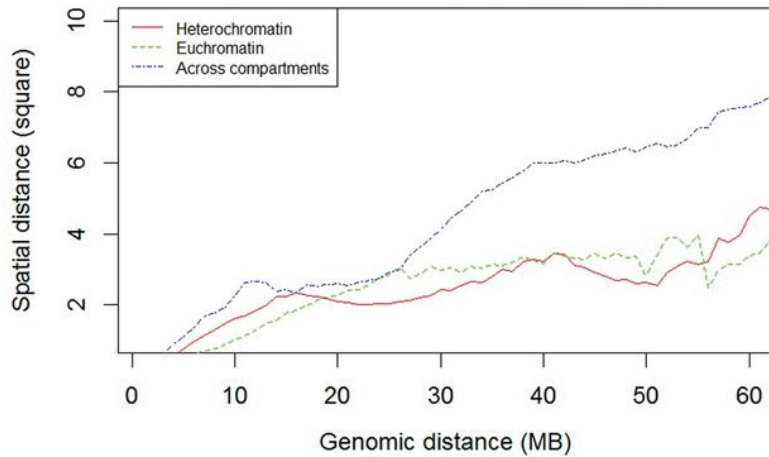 Heterochromatin
Euchromatin
Across compartments
Spatial distance (square)
10
8
6
4
2
0 10 20 30 40 50 60
Genomic distance (MB)